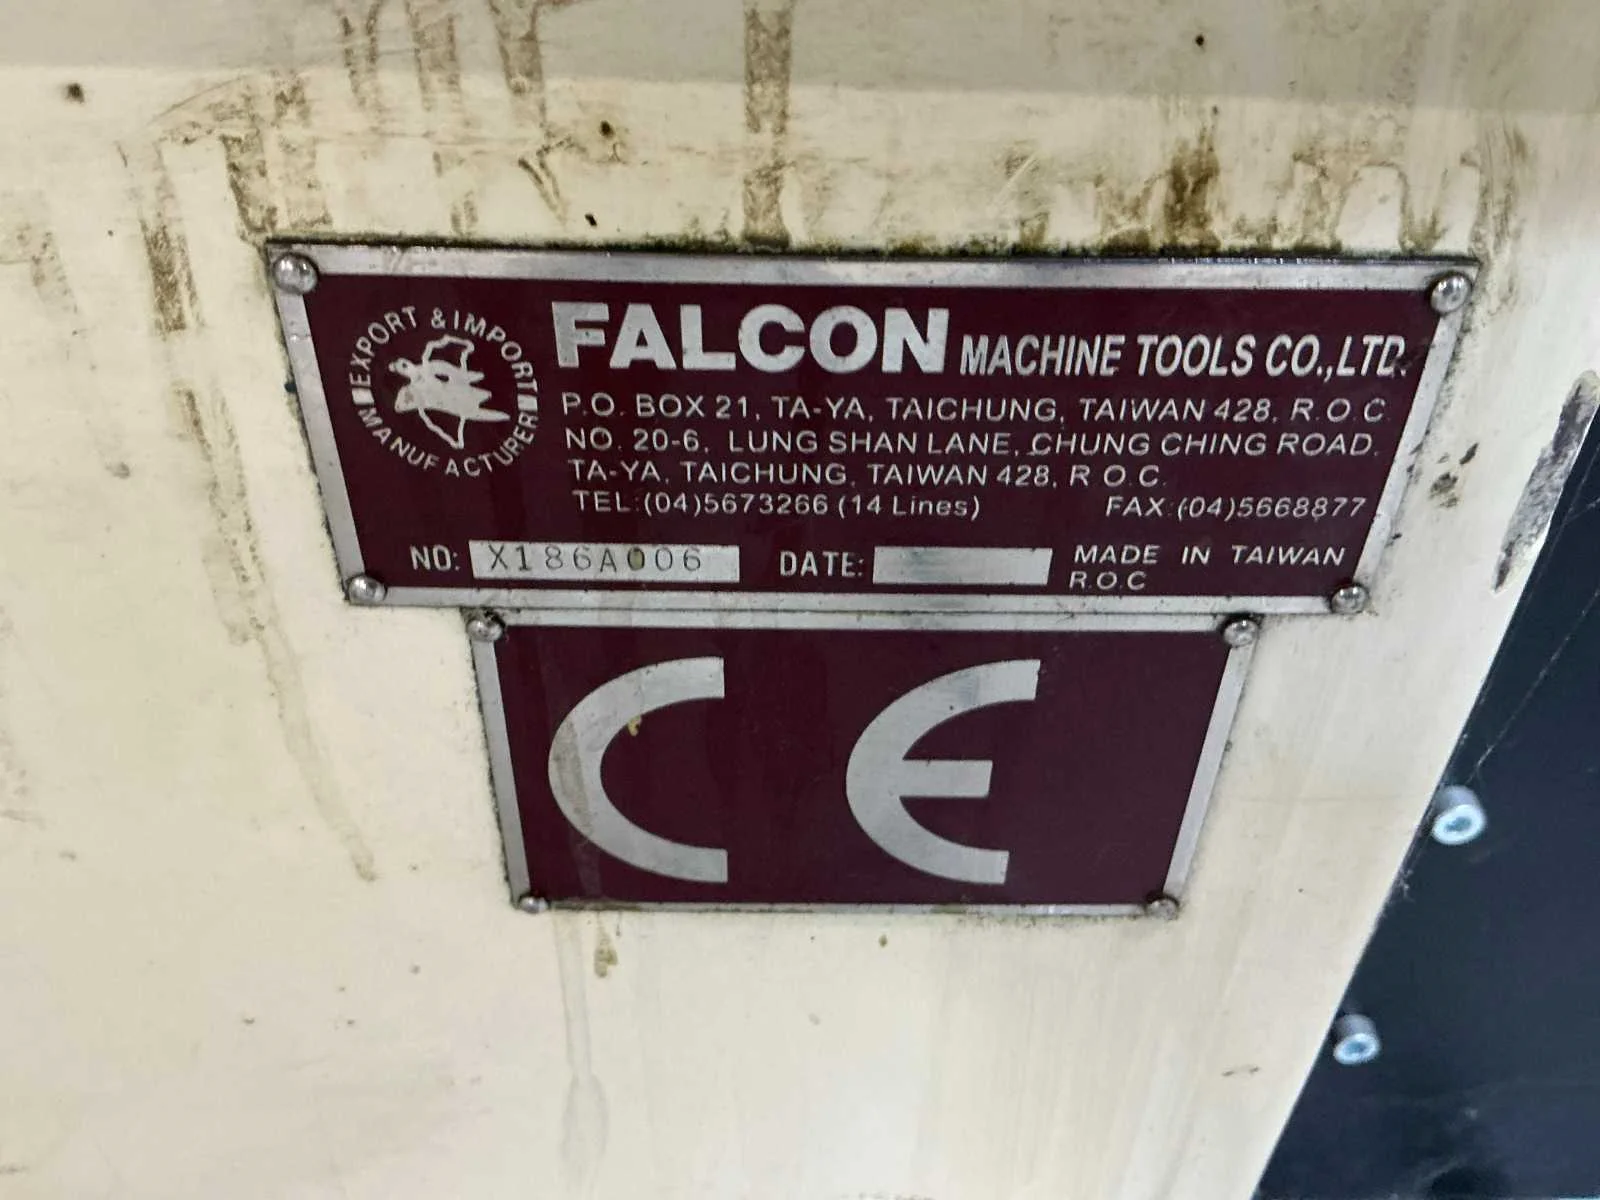 EXPORT & IMPORT
MANUFACTURER
FALCON MACHINE TOOLS CO.,LTD.
P.O. BOX 21, TA-YA, TAICHUNG, TAIWAN 428, R.O.C.
NO. 20-6, LUNG SHAN LANE, CHUNG CHING ROAD,
TA-YA, TAICHUNG, TAIWAN 428, R.O.C.
TEL:(04)5673266 (14 Lines) FAX:(04)5668877
NO: X186A006 DATE: MADE IN TAIWAN
R.O.C
CE